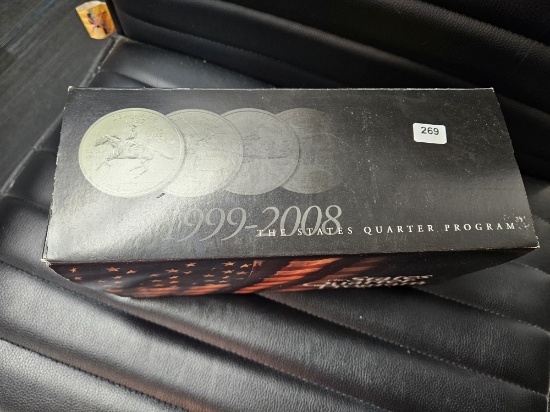 269
1999-2008
THE STATES QUARTER PROGRAM